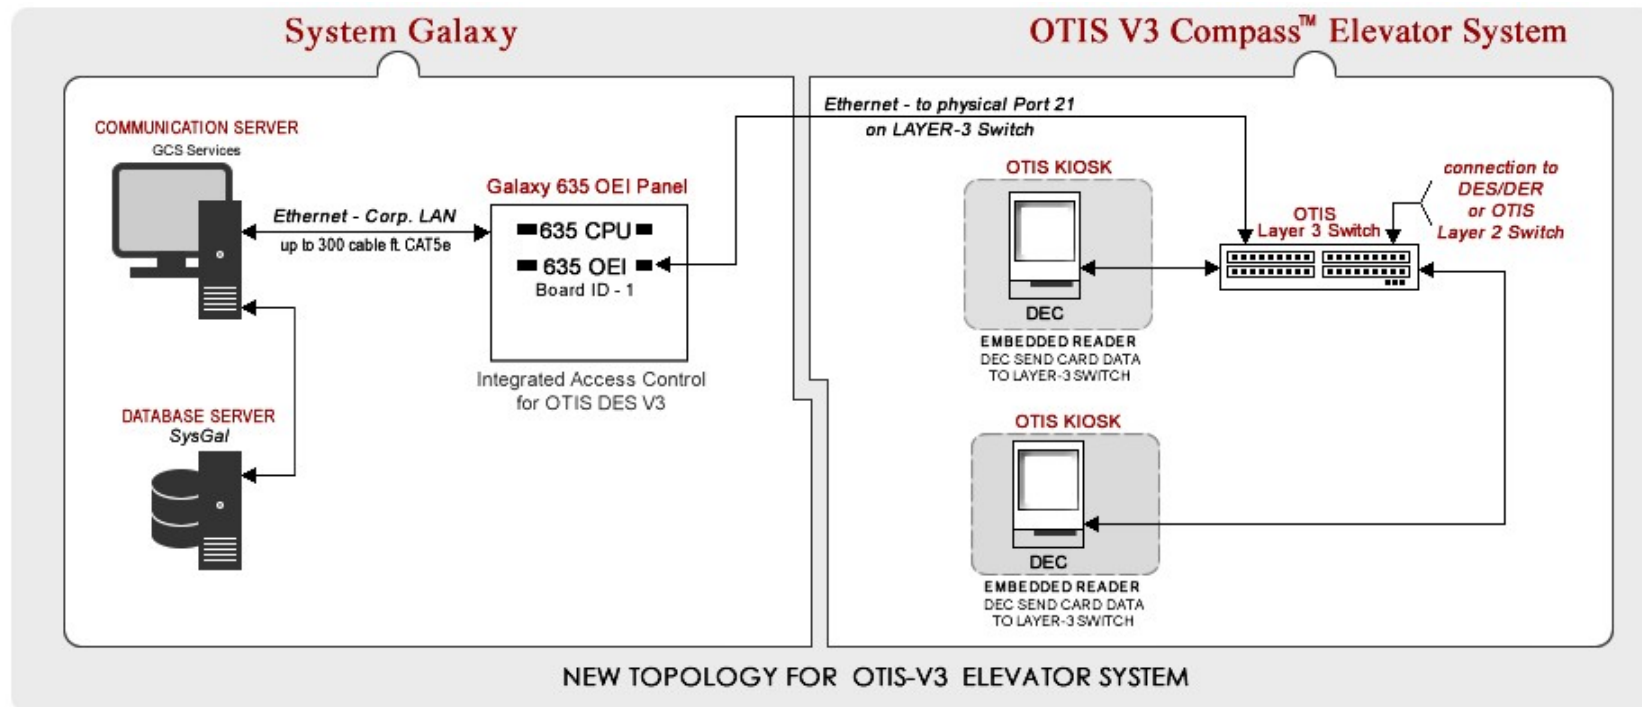 System Galaxy
OTIS V3 Compass™ Elevator System
COMMUNICATION SERVER
GCS Services
Ethernet - Corp. LAN
up to 300 cable ft. CAT5e
Galaxy 635 OEI Panel
635 CPU
635 OEI
Board ID - 1
Integrated Access Control
for OTIS DES V3
DATABASE SERVER
SysGal
Ethernet - to physical Port 21
on LAYER-3 Switch
OTIS KIOSK
DEC
EMBEDDED READER
DEC SEND CARD DATA
TO LAYER-3 SWITCH
OTIS
Layer 3 Switch
connection to
DES/DER
or OTIS
Layer 2 Switch
OTIS KIOSK
DEC
EMBEDDED READER
DEC SEND CARD DATA
TO LAYER-3 SWITCH
NEW TOPOLOGY FOR OTIS-V3 ELEVATOR SYSTEM